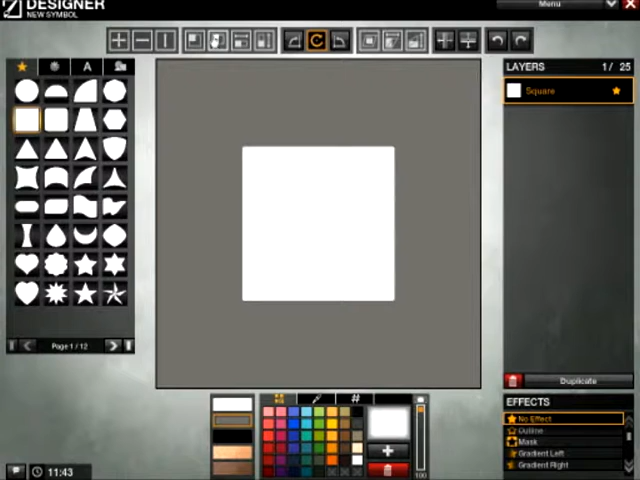 DESIGNER
NEW SYMBOL
Menu
A
LAYERS 1/ 25
Square
Page 1 / 12
Duplicate
#
EFFECTS
No Effect
Outline
Mask
Gradient Left
Gradient Right
100
11:43